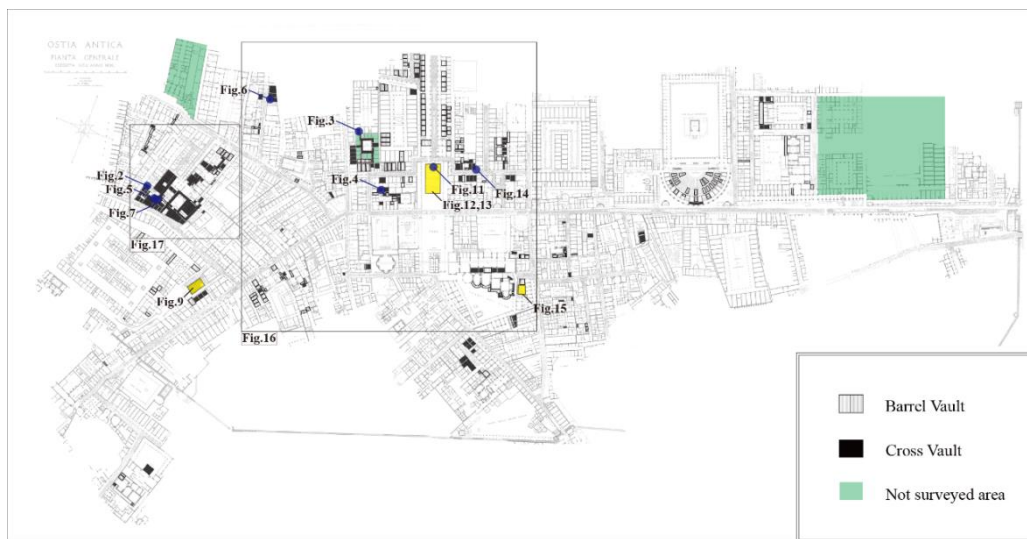 OSTIA ANTICA
PIANTA GENERALE
Fig.6
Fig.3
Fig.2
Fig.5
Fig.7
Fig.4
Fig.11
Fig.14
Fig.12,13
Fig.17
Fig.9
Fig.15
Fig.16
Barrel Vault
Cross Vault
Not surveyed area